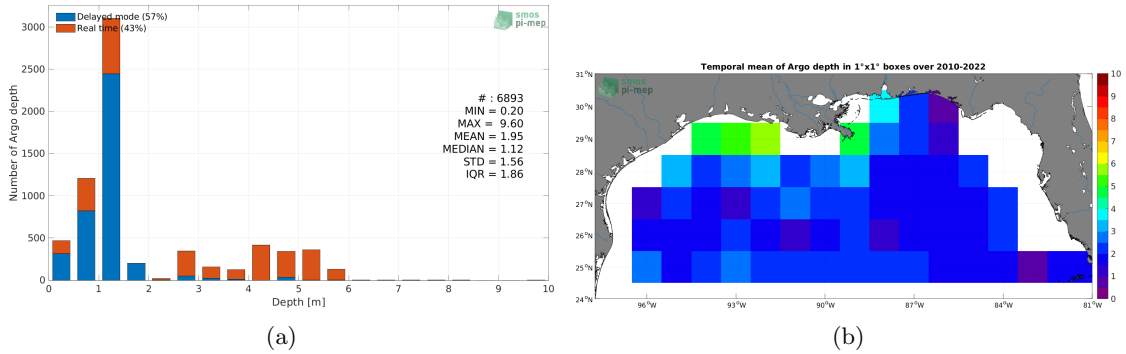 Delayed mode (57%)
Real time (43%)
smos
pi-mep
3000
2500
2000
1500
1000
500
0
Number of Argo depth
# : 6893
MIN = 0.20
MAX = 9.60
MEAN = 1.95
MEDIAN = 1.12
STD = 1.56
IQR = 1.86
0 1 2 3 4 5 6 7 8 9 10
Depth [m]
(a)
Temporal mean of Argo depth in 1°x1° boxes over 2010-2022
smos
pi-mep
31°N
30°N
29°N
28°N
27°N
26°N
25°N
24°N
96°W 93°W 90°W 87°W 84°W 81°W
10
9
8
7
6
5
4
3
2
1
0
(b)